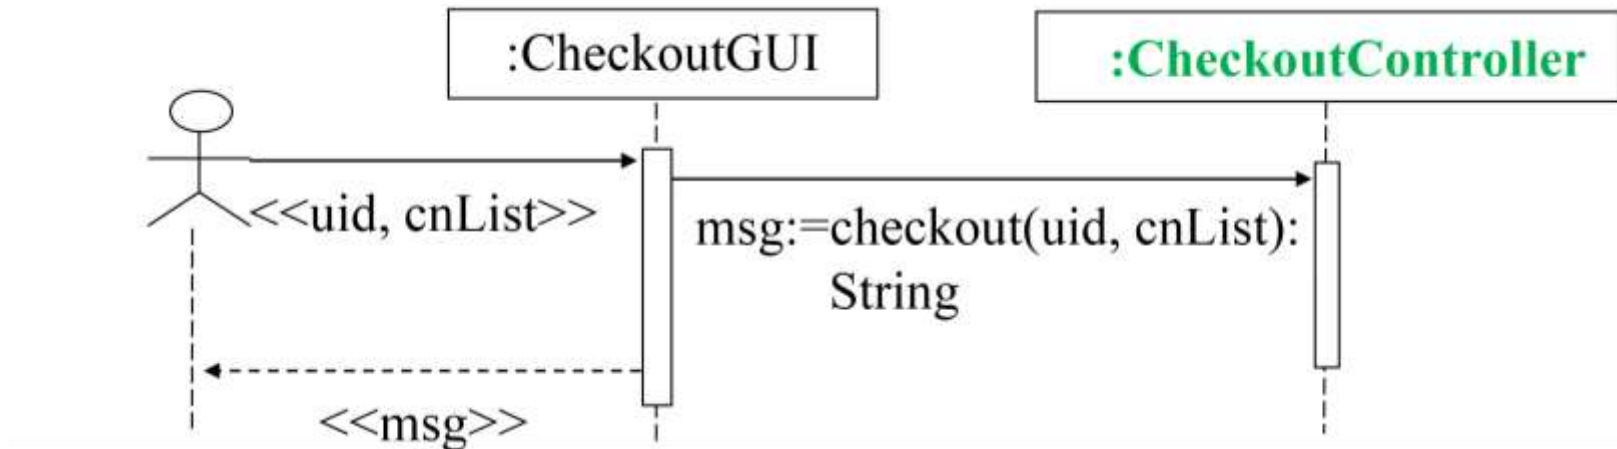 :CheckoutGUI
:CheckoutController
<<uid, cnList>>
msg:=checkout(uid, cnList):
String
<<msg>>